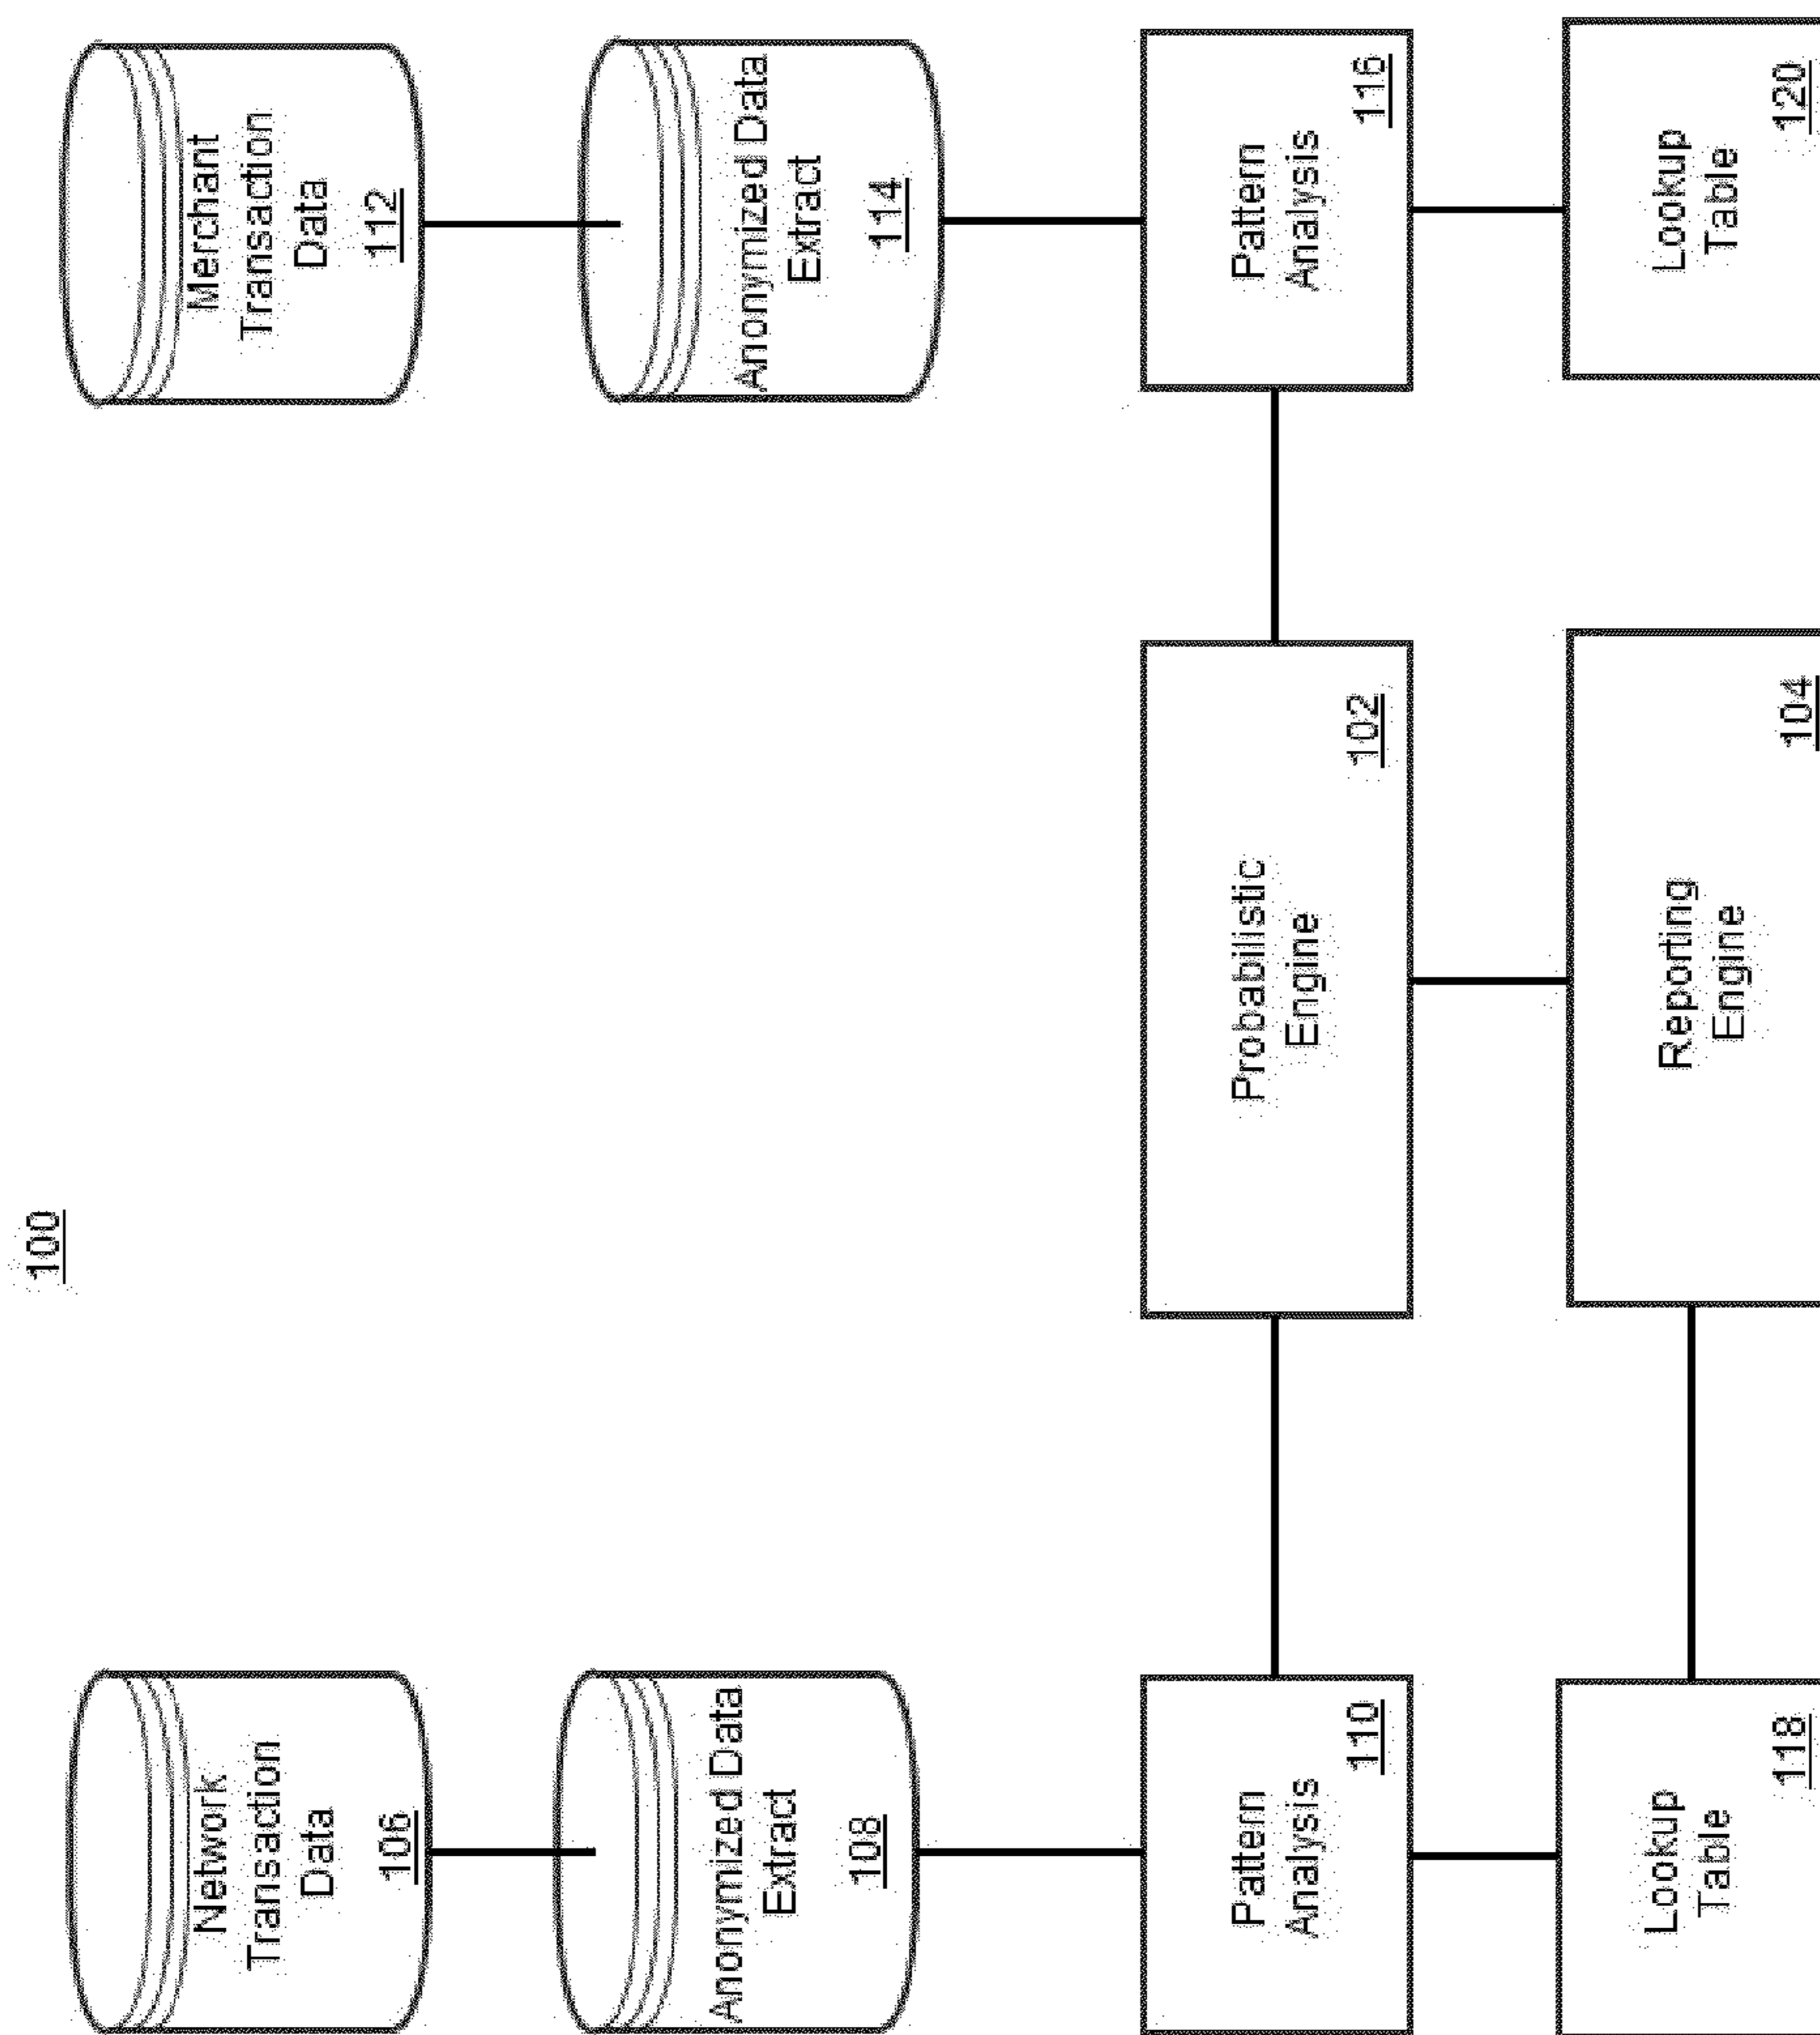 100
Network
Transaction
Data
106
Merchant
Transaction
Data
112
Anonymized Data
Extract
108
Anonymized Data
Extract
114
Pattern
Analysis
110
Probabilistic
Engine
102
Pattern
Analysis
116
Lookup
Table
118
Reporting
Engine
104
Lookup
Table
120